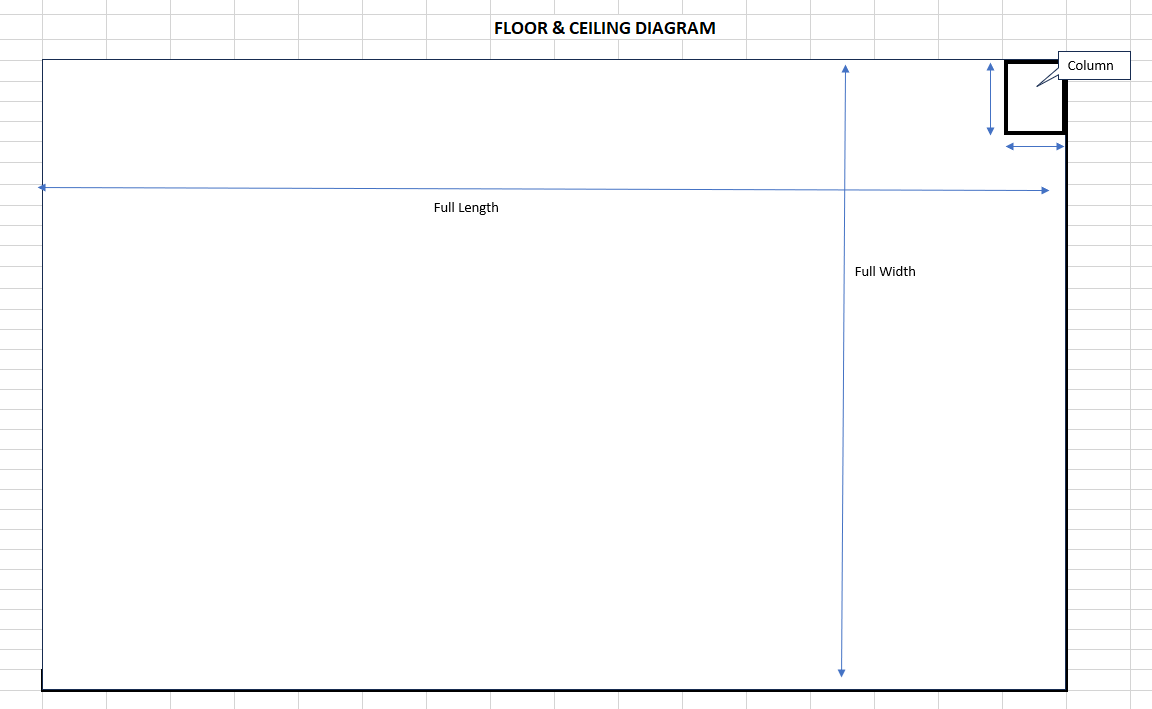 FLOOR & CEILING DIAGRAM
Column
Full Length
Full Width